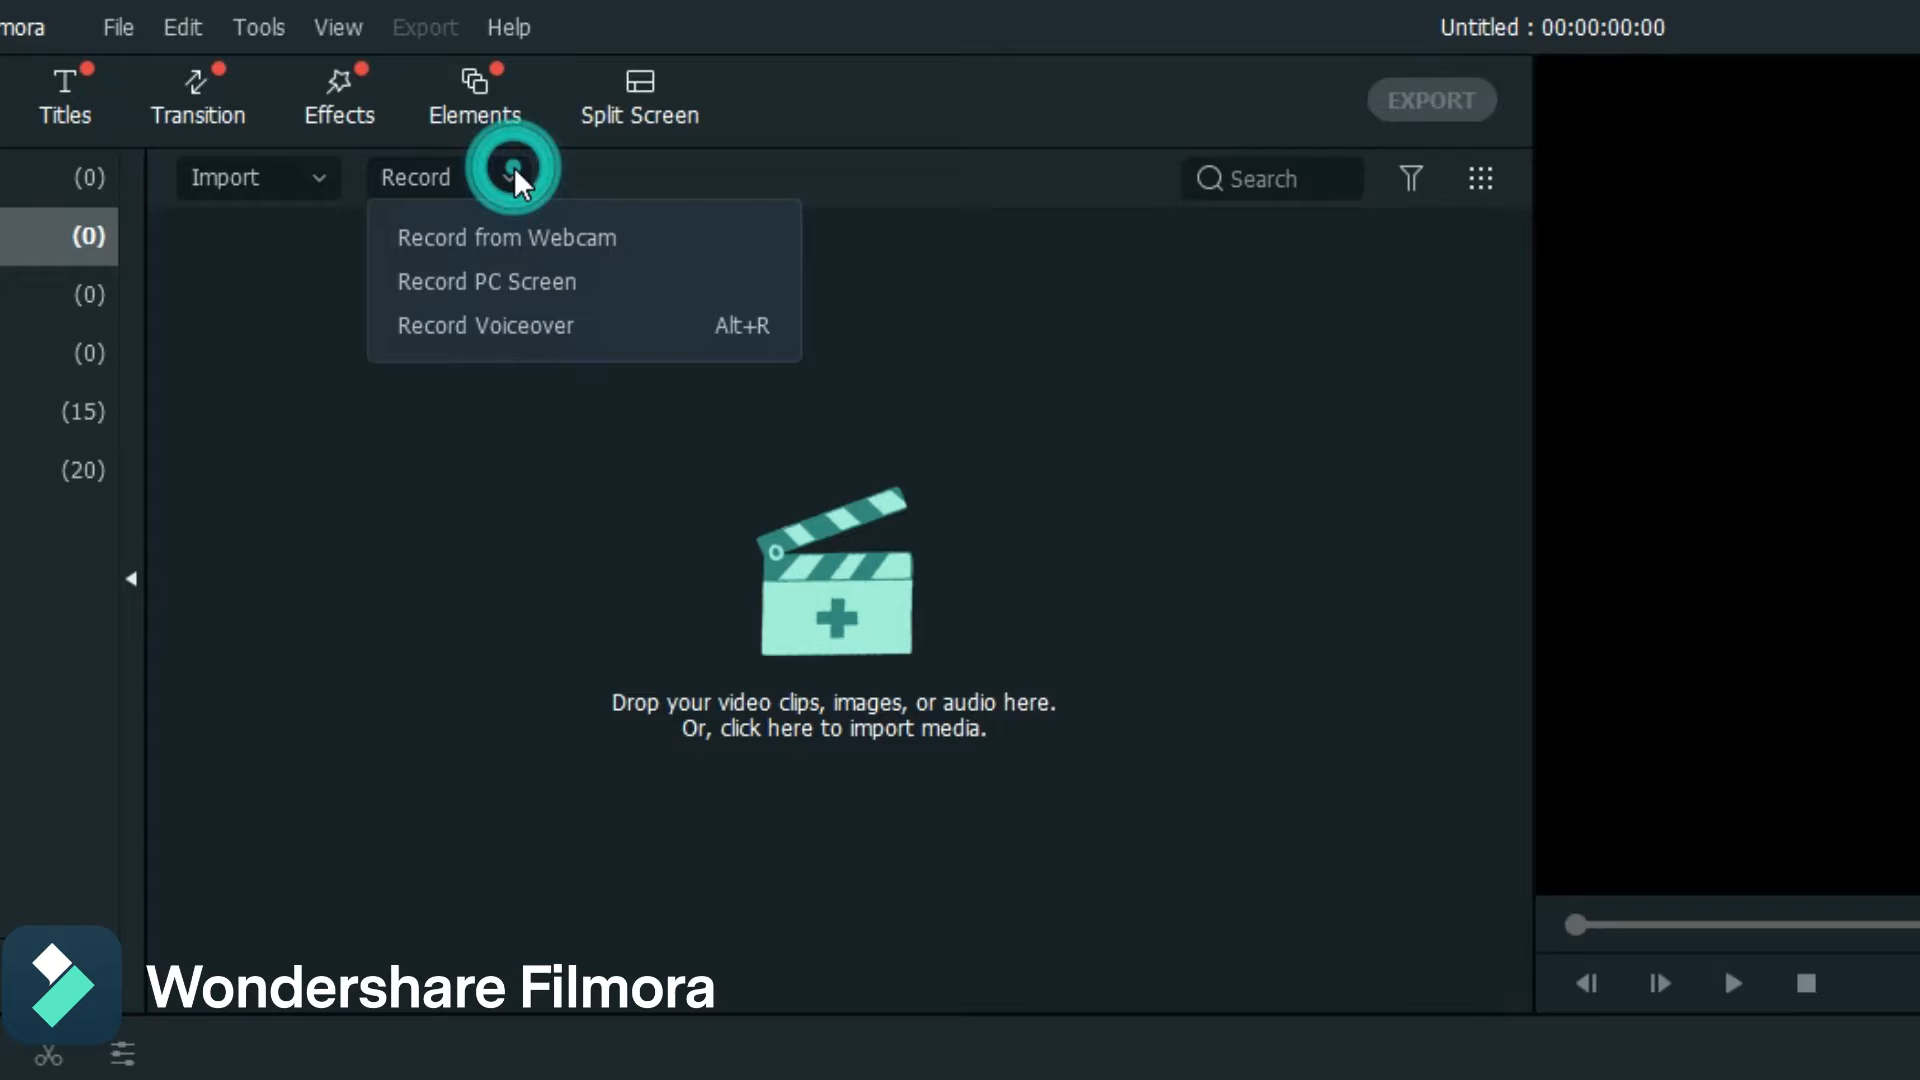 mora File Edit Tools View Export Help Untitled : 00:00:00:00
Titles Transition Effects Elements Split Screen EXPORT
(0) Import Record Search
(0) Record from Webcam
Record PC Screen
(0)
Record Voiceover Alt+R
(0)
(15)
(20)
Drop your video clips, images, or audio here.
Or, click here to import media.
Wondershare Filmora